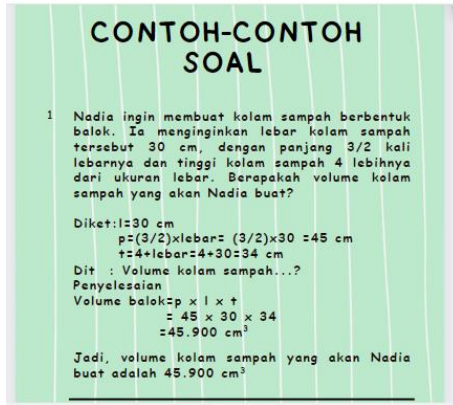 CONTOH-CONTOH
SOAL
1 Nadia ingin membuat kolam sampah berbentuk
balok. Ia menginginkan lebar kolam sampah
tersebut 30 cm, dengan panjang 3/2 kali
lebarnya dan tinggi kolam sampah 4 lebihnya
dari ukuran lebar. Berapakah volume kolam
sampah yang akan Nadia buat?
Diket:l=30 cm
p=(3/2)xlebar= (3/2)x30 =45 cm
t=4+lebar=4+30=34 cm
Dit : Volume kolam sampah...?
Penyelesaian
Volume balok=p x l x t
= 45 x 30 x 34
=45.900 cm³
Jadi, volume kolam sampah yang akan Nadia
buat adalah 45.900 cm³